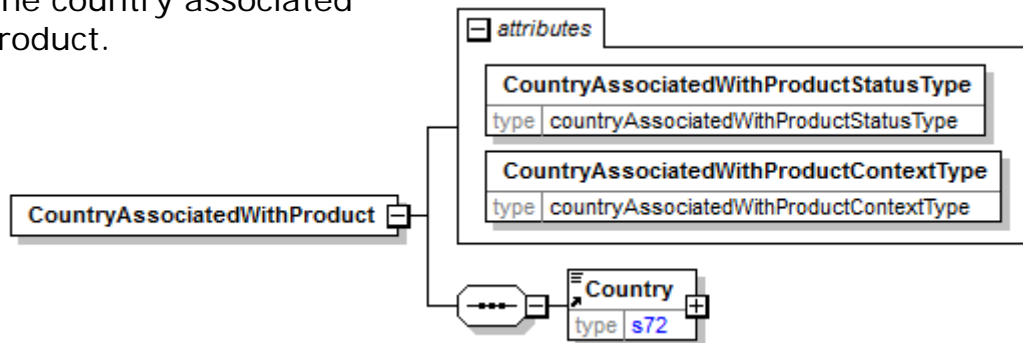 he country associated
roduct.
attributes
CountryAssociatedWithProductStatusType
type countryAssociatedWithProductStatusType
CountryAssociatedWithProductContextType
type countryAssociatedWithProductContextType
CountryAssociatedWithProduct
Country
type s72